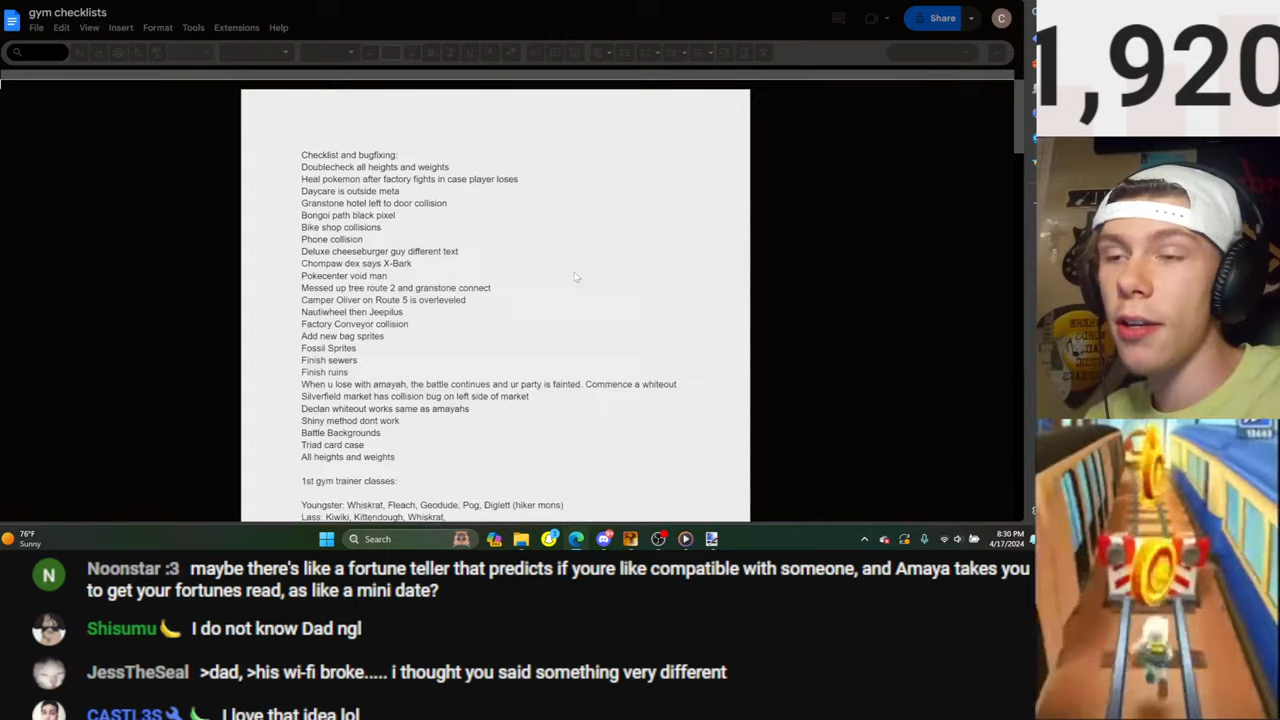 gym checklists
File Edit View Insert Format Tools Extensions Help
Share
C
1,920
Checklist and bugfixing:
Doublecheck all heights and weights
Heal pokemon after factory fights in case player loses
Daycare is outside meta
Granstone hotel left to door collision
Bongoi path black pixel
Bike shop collisions
Phone collision
Deluxe cheeseburger guy different text
Chompaw dex says X-Bark
Pokecenter void man
Messed up tree route 2 and granstone connect
Camper Oliver on Route 5 is overleveled
Nautiwheel then Jeepilus
Factory Conveyor collision
Add new bag sprites
Fossil Sprites
Finish sewers
Finish ruins
When u lose with amayah, the battle continues and ur party is fainted. Commence a whiteout
Silverfield market has collision bug on left side of market
Declan whiteout works same as amayahs
Shiny method dont work
Battle Backgrounds
Triad card case
All heights and weights
1st gym trainer classes:
Youngster: Whiskrat, Fleach, Geodude, Pog, Diglett (hiker mons)
Lass: Kiwiki, Kittendough, Whiskrat,
76°F
Sunny
Search
8:30 PM
4/17/2024
N
Noonstar :3 maybe there's like a fortune teller that predicts if youre like compatible with someone, and Amaya takes you
to get your fortunes read, as like a mini date?
Shisumu I do not know Dad ngl
JessTheSeal >dad, >his wi-fi broke..... i thought you said something very different
CASTL3S I love that idea lol